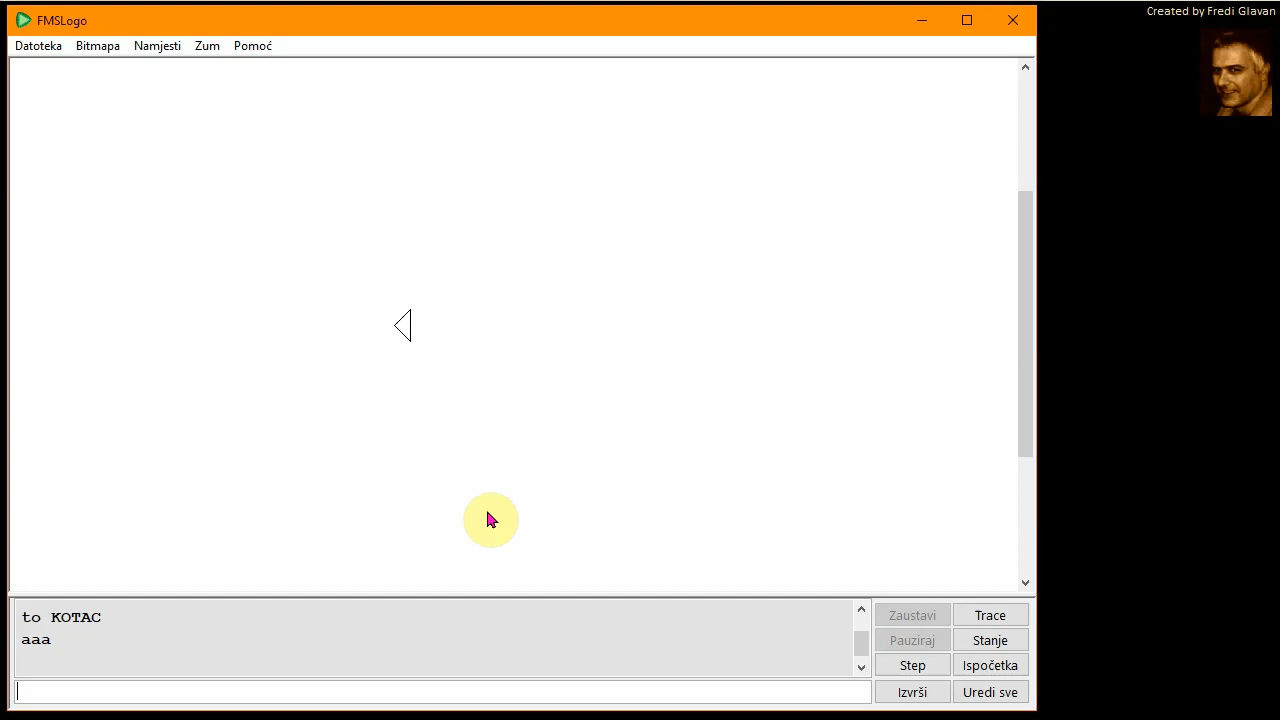 FMSLogo
Created by Fredi Glavan
Datoteka Bitmapa Namjesti Zum Pomoć
to KOTAC
aaa
Zaustavi Trace
Pauziraj Stanje
Step Ispočetka
Izvrši Uredi sve